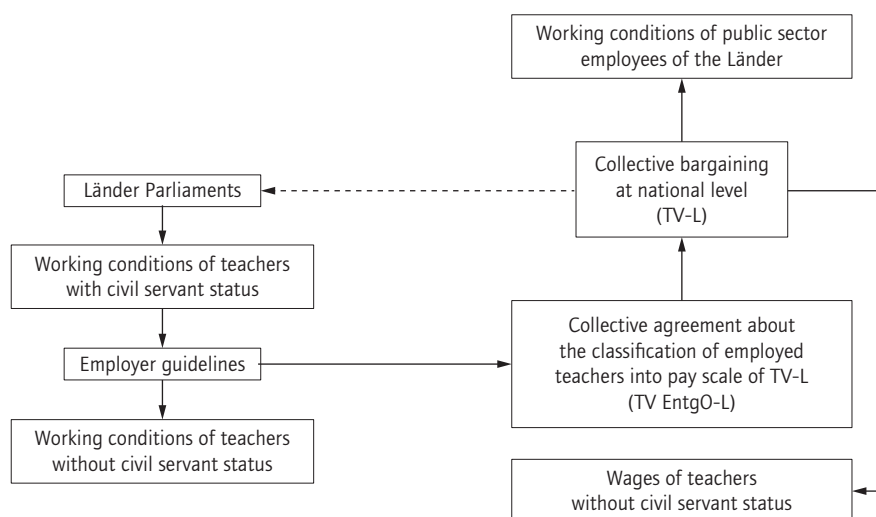 Working conditions of public sector
employees of the Länder
Collective bargaining
at national level
(TV-L)
Länder Parliaments
Working conditions of teachers
with civil servant status
Collective agreement about
the classification of employed
teachers into pay scale of TV-L
(TV EntgO-L)
Employer guidelines
Working conditions of teachers
without civil servant status
Wages of teachers
without civil servant status